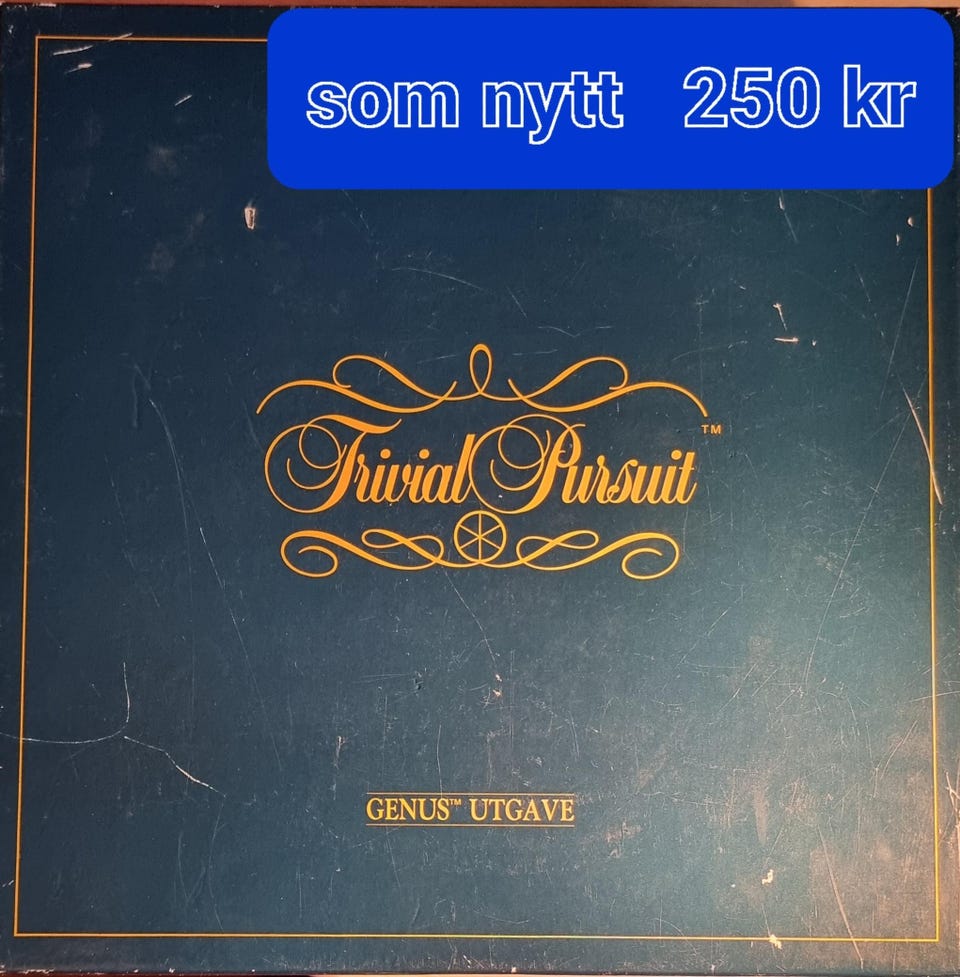 som nytt 250 kr
Trivial Pursuit™
GENUS™ UTGAVE